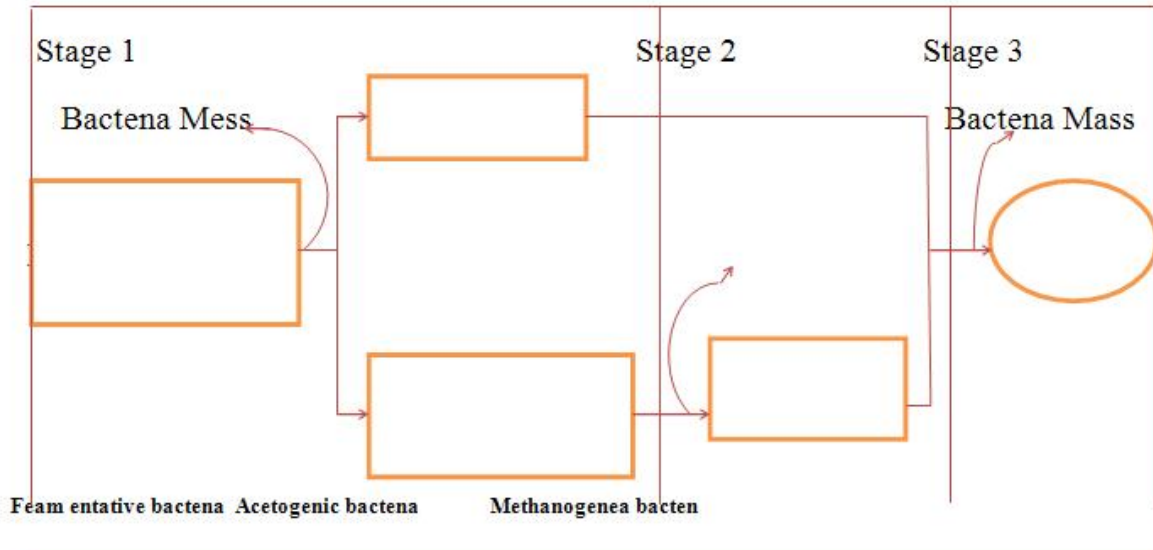 Stage 1 Stage 2 Stage 3
Bactena Mess Bactena Mass
Feam entative bactena Acetogenic bactena Methanogenea bacten